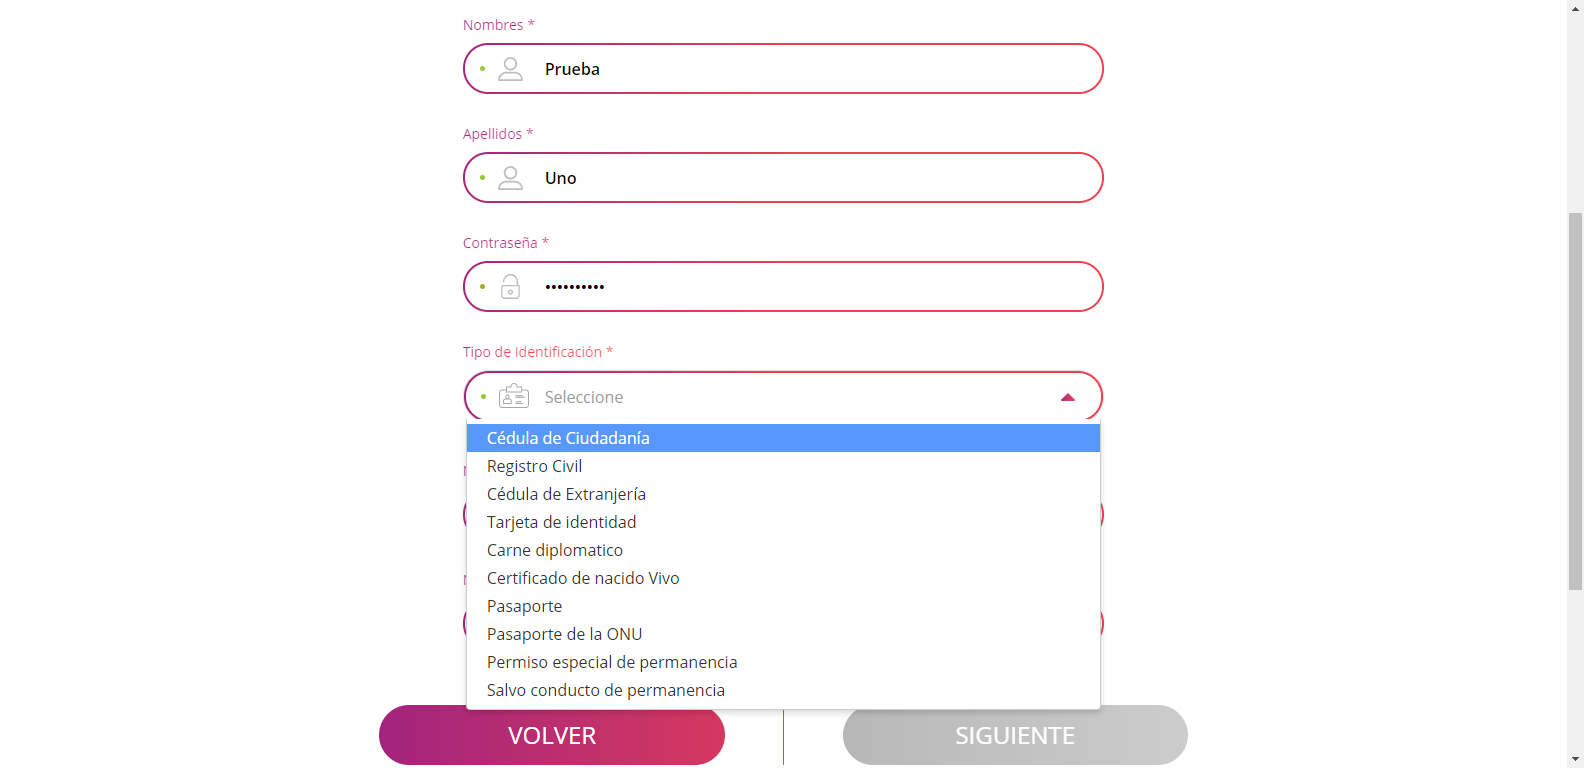 Nombres *
Prueba
Apellidos *
Uno
Contraseña *
••••••••••
Tipo de Identificación *
Seleccione
Cédula de Ciudadanía
Registro Civil
Cédula de Extranjería
Tarjeta de identidad
Carne diplomatico
Certificado de nacido Vivo
Pasaporte
Pasaporte de la ONU
Permiso especial de permanencia
Salvo conducto de permanencia
VOLVER
SIGUIENTE